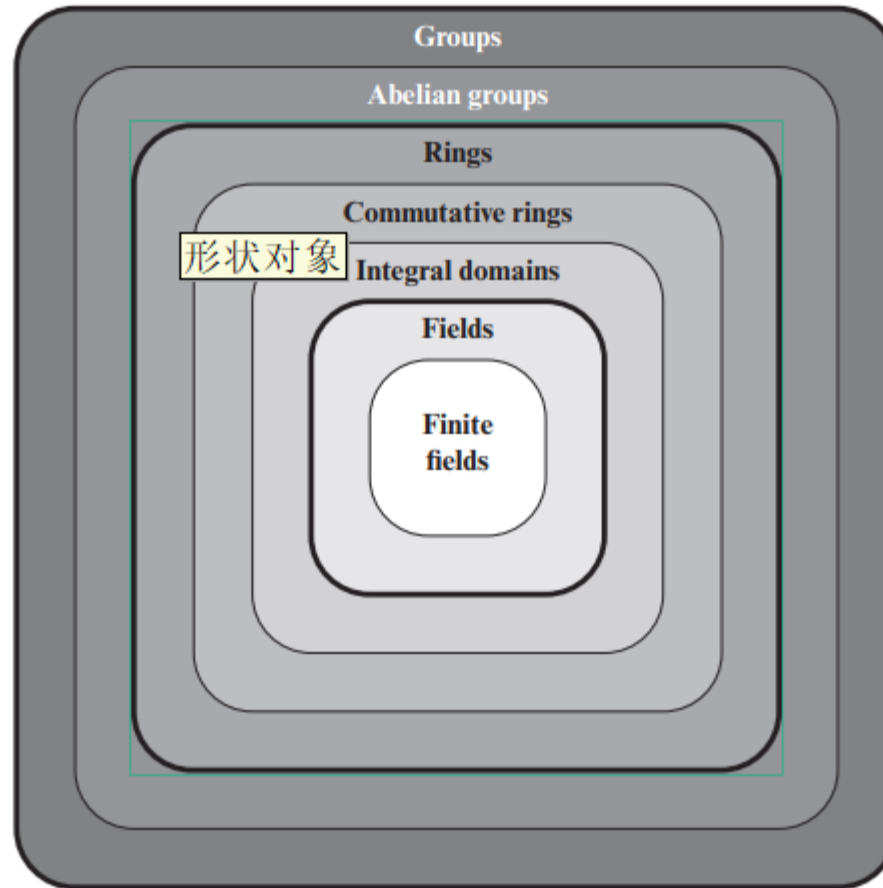 Groups
Abelian groups
Rings
Commutative rings
形状对象
Integral domains
Fields
Finite
fields